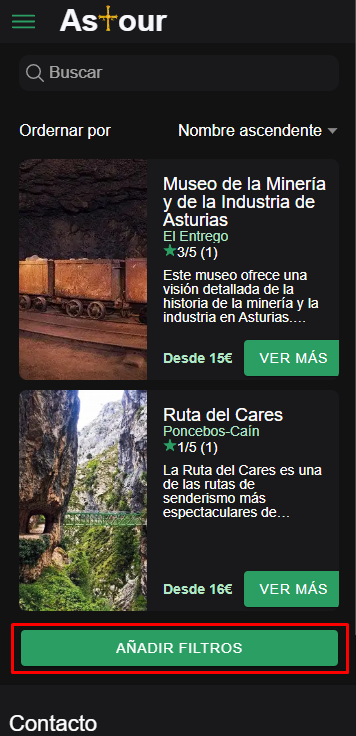 Astour
Buscar
Ordernar por
Nombre ascendente
Museo de la Minería
y de la Industria de
Asturias
El Entrego
★3/5 (1)
Este museo ofrece una
visión detallada de la
historia de la minería y la
industria en Asturias....
Desde 15€
VER MÁS
Ruta del Cares
Poncebos-Caín
★1/5 (1)
La Ruta del Cares es una
de las rutas de
senderismo más
espectaculares de...
Desde 16€
VER MÁS
AÑADIR FILTROS
Contacto